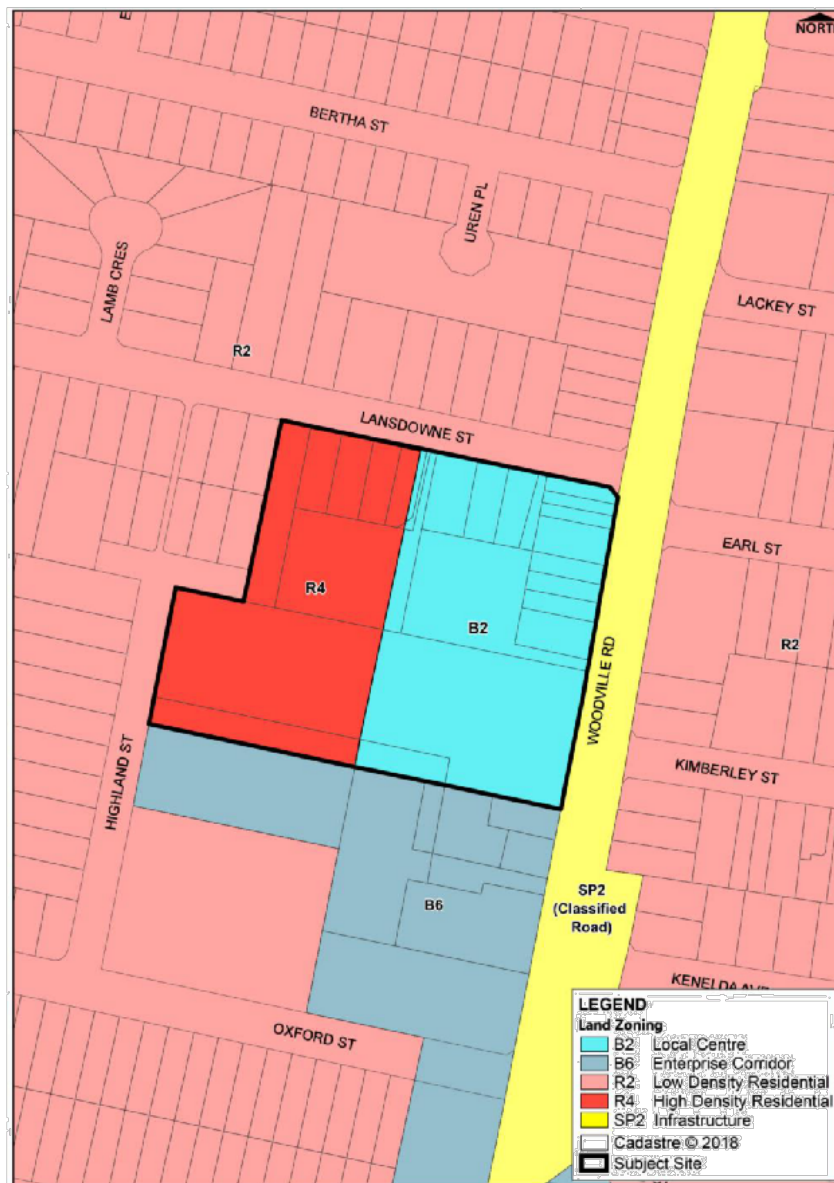 NORTH
BERTHA ST
UREN PL
LAMB CRES
LACKEY ST
R2
LANSDOWNE ST
EARL ST
R4
B2
R2
WOODVILLE RD
HIGHLAND ST
KIMBERLEY ST
SP2
(Classified
Road)
B6
OXFORD ST
LEGEND
Land Zoning
B2 Local Centre
B6 Enterprise Corridor
R2 Low Density Residential
R4 High Density Residential
SP2 Infrastructure
Cadastre © 2018
Subject Site